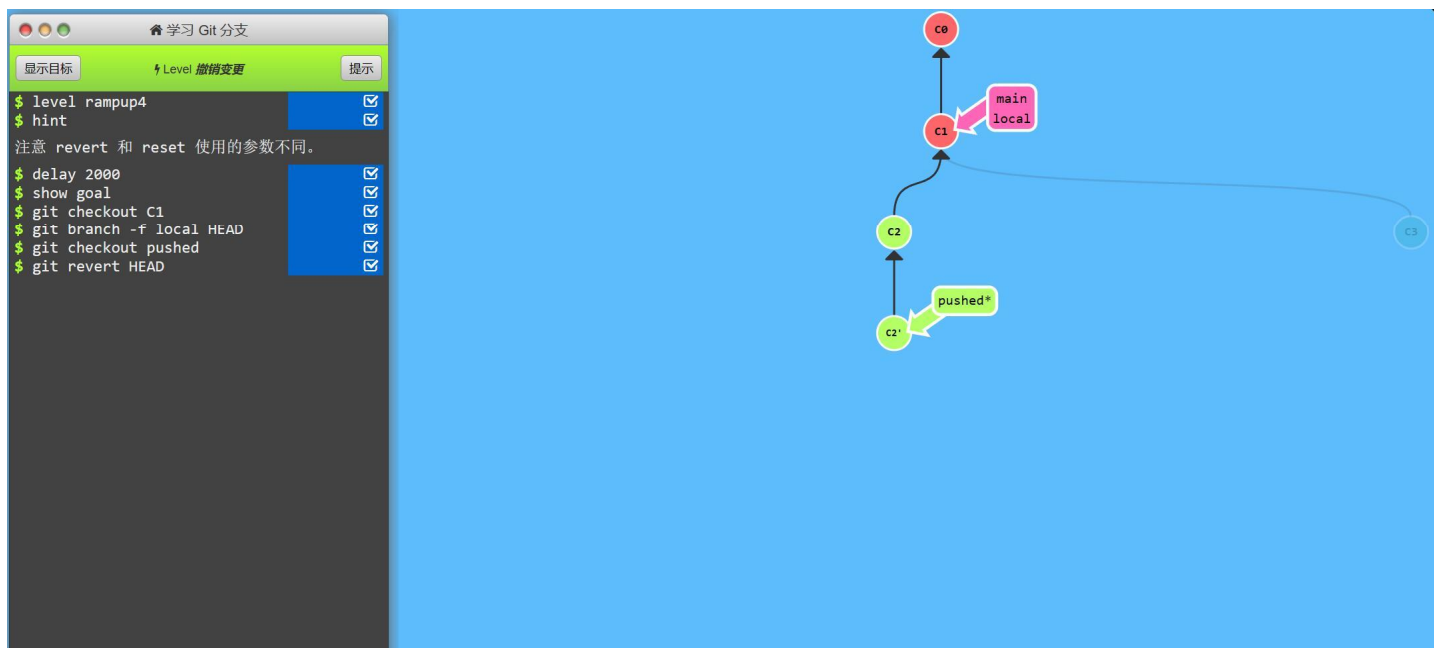 学习 Git 分支
显示目标
Level 撤销变更
提示
$ level rampup4
$ hint
注意 revert 和 reset 使用的参数不同。
$ delay 2000
$ show goal
$ git checkout C1
$ git branch -f local HEAD
$ git checkout pushed
$ git revert HEAD
C0
main
local
C1
C2
C3
pushed*
C2'